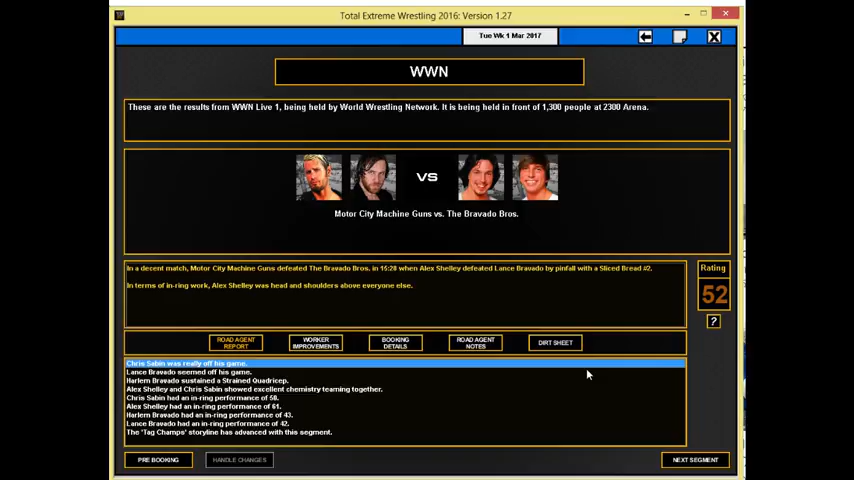 Total Extreme Wrestling 2016: Version 1.27
Tue Wk 1 Mar 2017
WWN
These are the results from WWN Live 1, being held by World Wrestling Network. It is being held in front of 1,300 people at 2300 Arena.
VS
Motor City Machine Guns vs. The Bravado Bros.
In a decent match, Motor City Machine Guns defeated The Bravado Bros. in 15:28 when Alex Shelley defeated Lance Bravado by pinfall with a Sliced Bread #2.
In terms of in-ring work, Alex Shelley was head and shoulders above everyone else.
Rating
52
?
ROAD AGENT REPORT
WORKER IMPROVEMENTS
BOOKING DETAILS
ROAD AGENT NOTES
DIRT SHEET
Chris Sabin was really off his game.
Lance Bravado seemed off his game.
Harlem Bravado sustained a Strained Quadricep.
Alex Shelley and Chris Sabin showed excellent chemistry teaming together.
Chris Sabin had an in-ring performance of 58.
Alex Shelley had an in-ring performance of 61.
Harlem Bravado had an in-ring performance of 43.
Lance Bravado had an in-ring performance of 42.
The 'Tag Champs' storyline has advanced with this segment.
PRE BOOKING
HANDLE CHANGES
NEXT SEGMENT